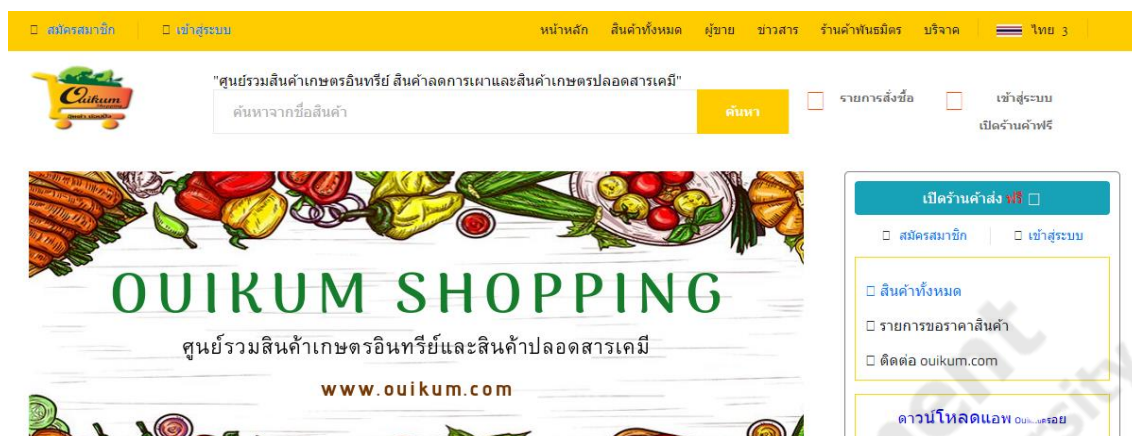 สมัครสมาชิก เข้าสู่ระบบ หน้าหลัก สินค้าทั้งหมด ผู้ขาย ข่าวสาร ร้านค้าพันธมิตร บริจาค ไทย 3
"ศูนย์รวมสินค้าเกษตรอินทรีย์ สินค้าลดการเผาและสินค้าเกษตรปลอดสารเคมี"
Ouikum
Shopping
ค้นหาจากชื่อสินค้า ค้นหา รายการสั่งซื้อ เข้าสู่ระบบ
เปิดร้านค้าฟรี
OUIKUM SHOPPING
ศูนย์รวมสินค้าเกษตรอินทรีย์และสินค้าปลอดสารเคมี
www.ouikum.com
เปิดร้านค้าส่ง ฟรี
สมัครสมาชิก เข้าสู่ระบบ
สินค้าทั้งหมด
รายการขอราคาสินค้า
ติดต่อ ouikum.com
ดาวน์โหลดแอพ